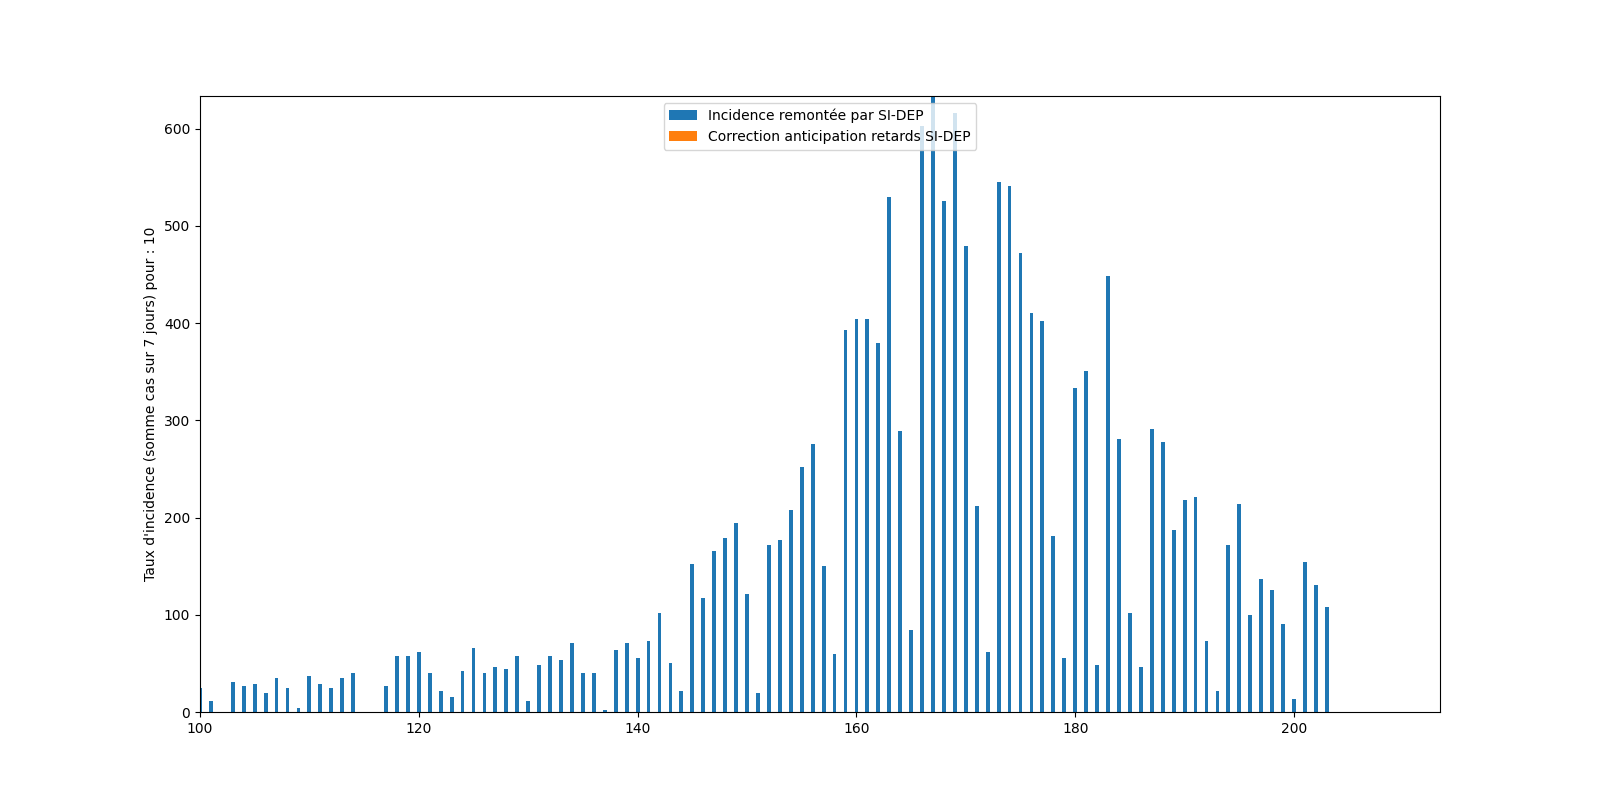 Incidence remontée par SI-DEP
Correction anticipation retards SI-DEP
Taux d'incidence (somme cas sur 7 jours) pour : 10
600
500
400
300
200
100
0
100 120 140 160 180 200